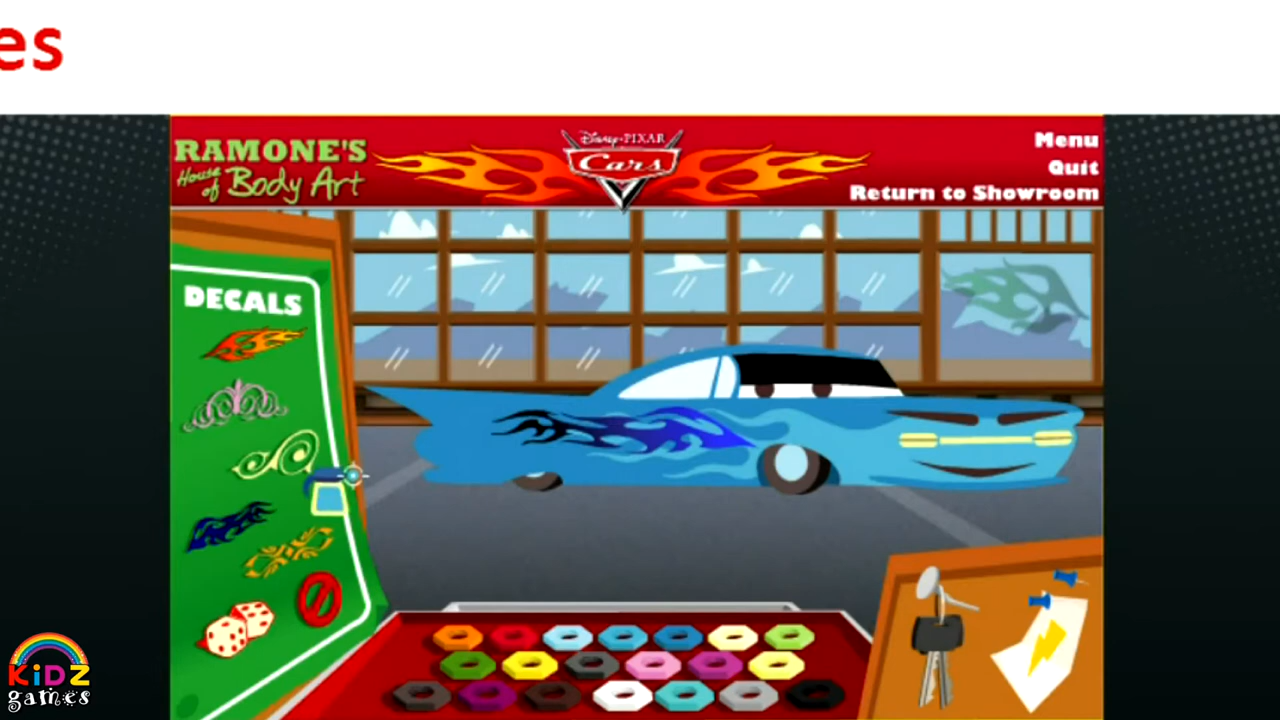 es
RAMONE'S
House
of Body Art
Disney·PIXAR
Cars
Menu
Quit
Return to Showroom
DECALS
KiDZ
games